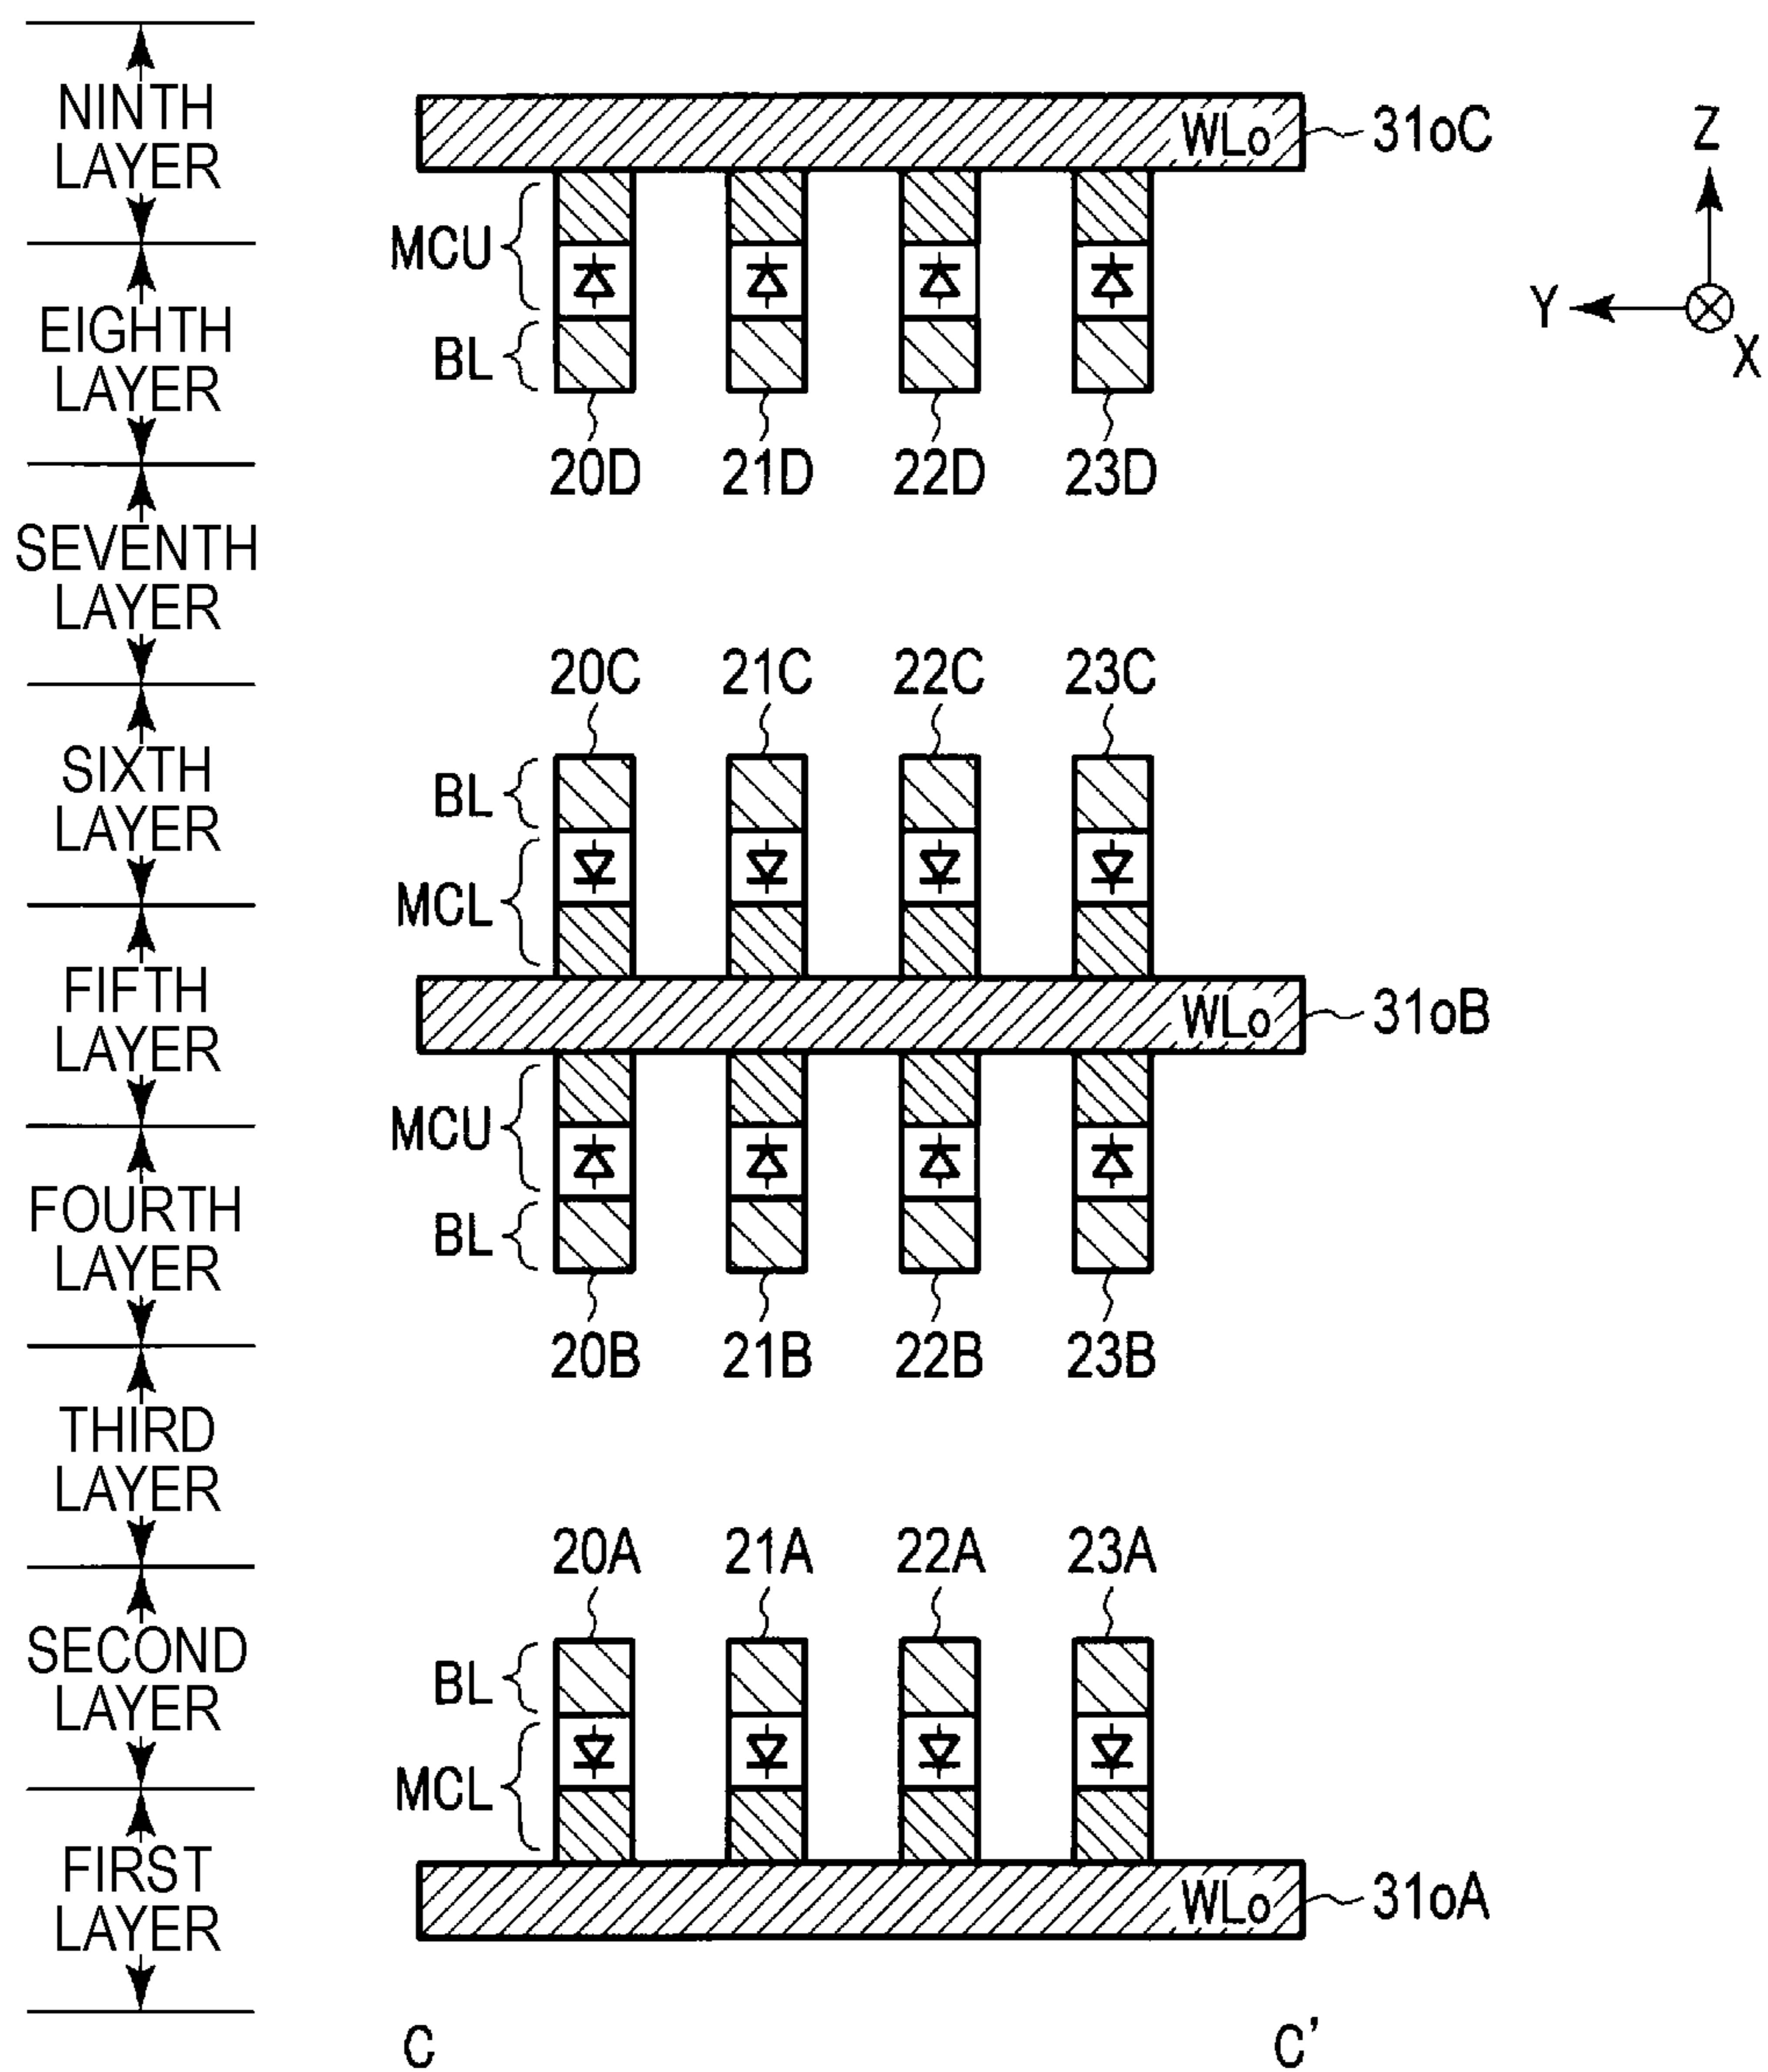 NINTH
LAYER
EIGHTH
LAYER
SEVENTH
LAYER
SIXTH
LAYER
FIFTH
LAYER
FOURTH
LAYER
THIRD
LAYER
SECOND
LAYER
FIRST
LAYER
WLo
31oC
MCU
BL
20D 21D 22D 23D
Z
Y
X
20C 21C 22C 23C
BL
MCL
WLo
31oB
MCU
BL
20B 21B 22B 23B
20A 21A 22A 23A
BL
MCL
WLo
31oA
C C'